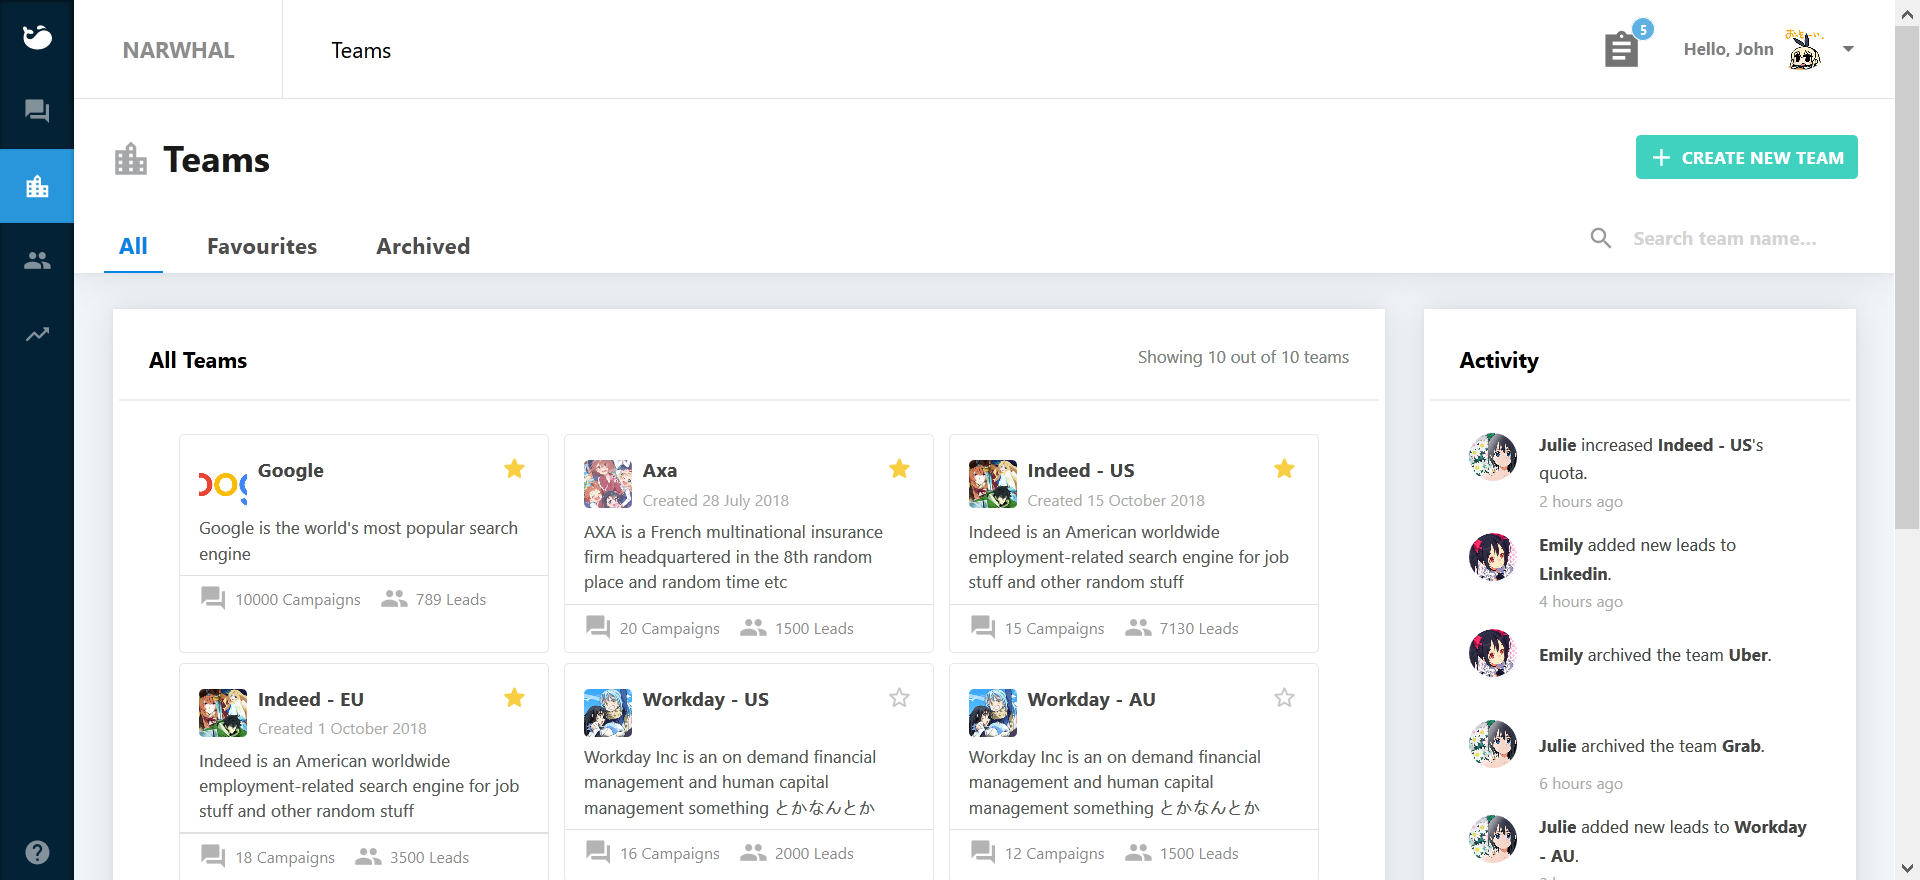 NARWHAL
Teams
5
Hello, John
Teams
CREATE NEW TEAM
All
Favourites
Archived
Search team name...
All Teams
Showing 10 out of 10 teams
Google
Google is the world's most popular search
engine
10000 Campaigns
789 Leads
Axa
Created 28 July 2018
AXA is a French multinational insurance
firm headquartered in the 8th random
place and random time etc
20 Campaigns
1500 Leads
Indeed - US
Created 15 October 2018
Indeed is an American worldwide
employment-related search engine for job
stuff and other random stuff
15 Campaigns
7130 Leads
Indeed - EU
Created 1 October 2018
Indeed is an American worldwide
employment-related search engine for job
stuff and other random stuff
18 Campaigns
3500 Leads
Workday - US
Workday Inc is an on demand financial
management and human capital
management something とかなんとか
16 Campaigns
2000 Leads
Workday - AU
Workday Inc is an on demand financial
management and human capital
management something とかなんとか
12 Campaigns
1500 Leads
Activity
Julie increased Indeed - US's
quota.
2 hours ago
Emily added new leads to
Linkedin.
4 hours ago
Emily archived the team Uber.
Julie archived the team Grab.
6 hours ago
Julie added new leads to Workday
- AU.